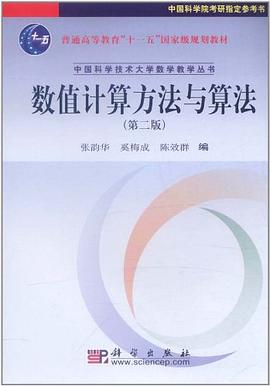 中国科学院考研指定参考书
十一五
普通高等教育“十一五”国家级规划教材
中国科学技术大学数学教学丛书
数值计算方法与算法
(第二版)
张韵华 奚梅成 陈效群 编
科学出版社
www.sciencep.com